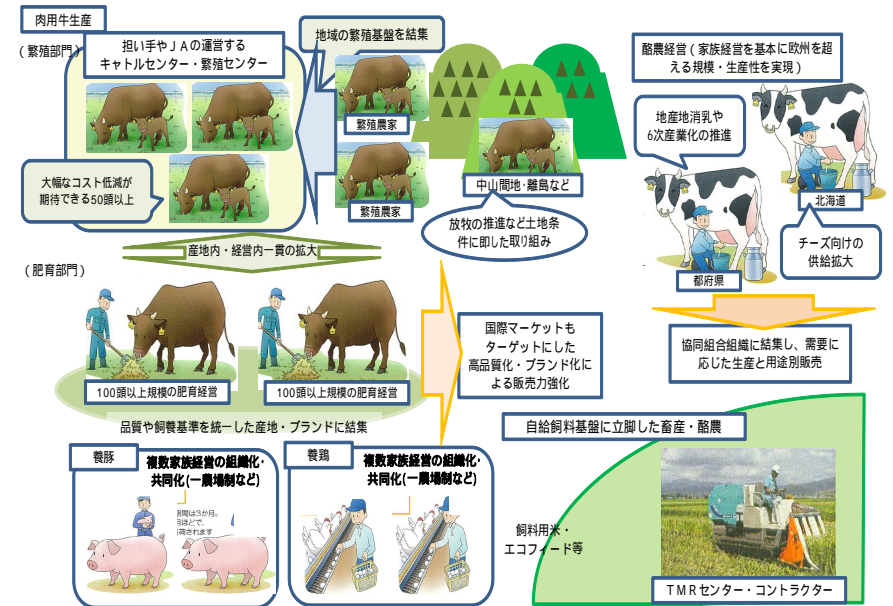 肉用牛生産
(繁殖部門)
担い手やＪＡの運営する
キャトルセンター・繁殖センター
地域の繁殖基盤を結集
繁殖農家
繁殖農家
大幅なコスト低減が
期待できる50頭以上
中山間地・離島など
放牧の推進など土地条
件に即した取り組み
産地内・経営内一貫の拡大
(肥育部門)
100頭以上規模の肥育経営
100頭以上規模の肥育経営
品質や飼養基準を統一した産地・ブランドに結集
国際マーケットも
ターゲットにした
高品質化・ブランド化に
よる販売力強化
酪農経営(家族経営を基本に欧州を超
える規模・生産性を実現)
地産地消乳や
6次産業化の推進
北海道
チーズ向けの
供給拡大
都府県
協同組合組織に結集し、需要に
応じた生産と用途別販売
養豚
複数家族経営の組織化・
共同化(一農場制など)
間は3か月。
ほどで、
荷されます
養鶏
複数家族経営の組織化・
共同化(一農場制など)
自給飼料基盤に立脚した畜産・酪農
飼料用米・
エコフィード等
ＴＭＲセンター・コントラクター